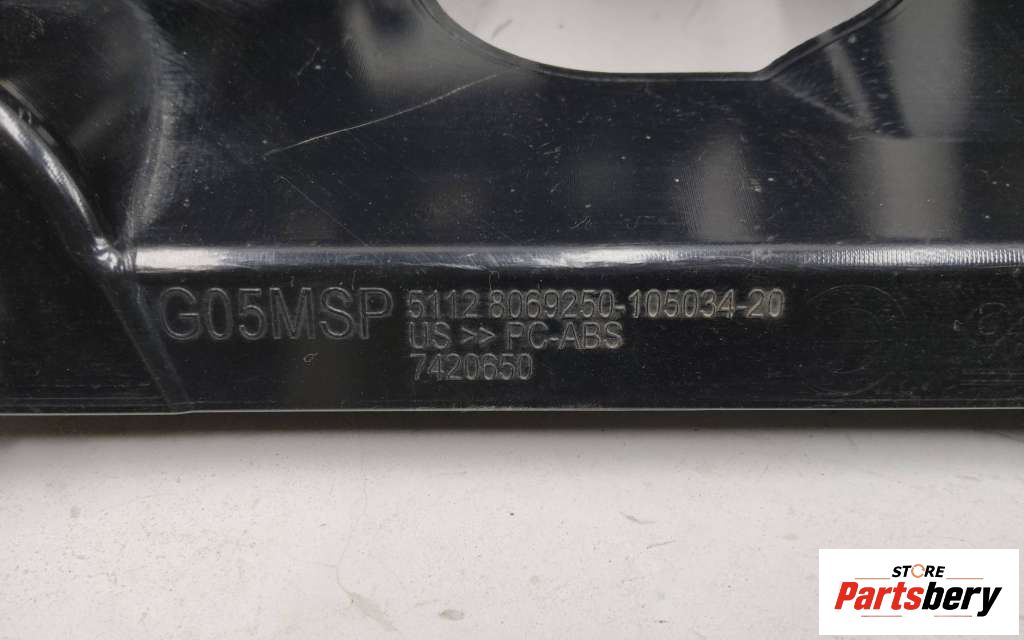 G05MSP 5112 8069250-105034-20
US >> PC-ABS
7420650
STORE
Partsbery